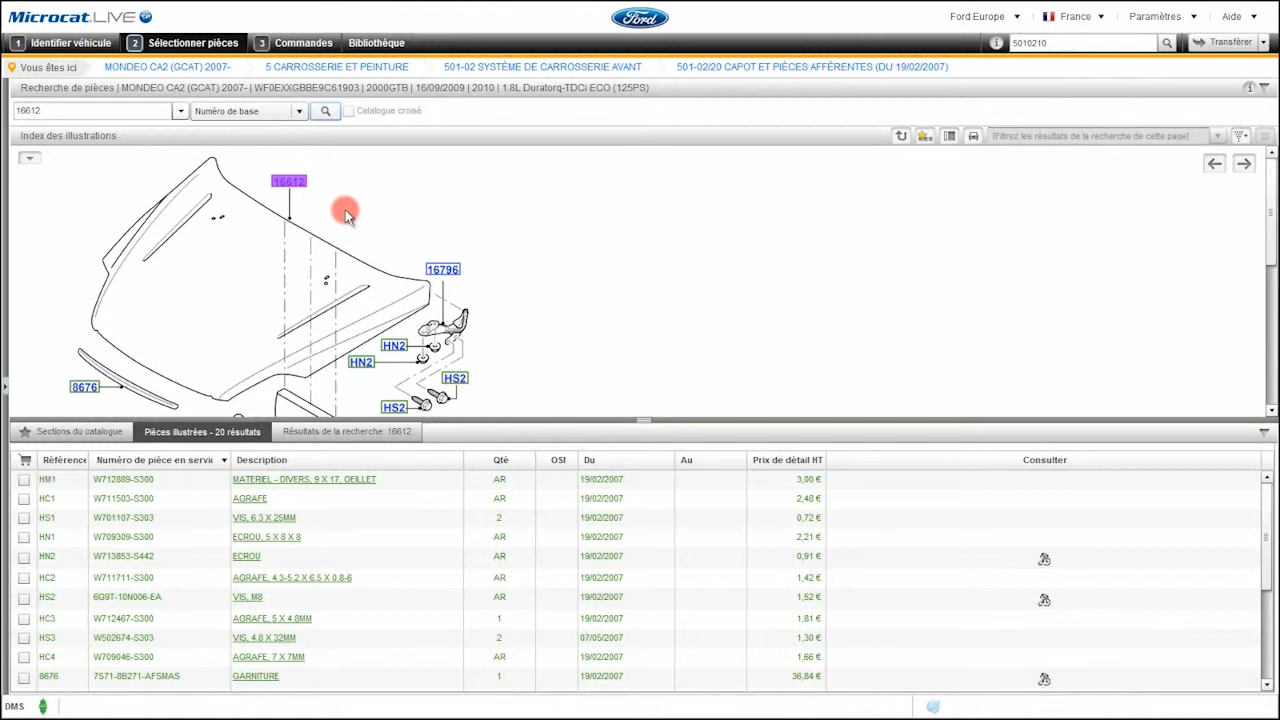 Microcat.LIVE
Ford
Ford Europe
France
Paramètres
Aide
1 Identifier véhicule
2 Sélectionner pièces
3 Commandes
Bibliothèque
5010210
Transférer
Vous êtes ici
MONDEO CA2 (GCAT) 2007-
5 CARROSSERIE ET PEINTURE
501-02 SYSTÈME DE CARROSSERIE AVANT
501-02/20 CAPOT ET PIÈCES AFFÉRENTES (DU 19/02/2007)
Recherche de pièces | MONDEO CA2 (GCAT) 2007- | WF0EXXGBBE9C61903 | 2000GTB | 16/09/2009 | 2010 | 1.8L Duratorq-TDCi ECO (125PS)
16612
Numéro de base
Catalogue croisé
Index des illustrations
[Filtrez les résultats de la recherche de cette page]
16612
16796
HN2
HN2
HS2
8676
HS2
Sections du catalogue
Pièces illustrées - 20 résultats
Résultats de la recherche: 16612
Référence Numéro de pièce en servic Description Qté OSI Du Au Prix de détail HT Consulter
HM1 W712889-S300 MATERIEL - DIVERS, 9 X 17, OEILLET AR 19/02/2007 3,00 €
HC1 W711503-S300 AGRAFE AR 19/02/2007 2,48 €
HS1 W701107-S303 VIS, 6.3 X 25MM 2 19/02/2007 0,72 €
HN1 W709309-S300 ECROU, 5 X 8 X 8 AR 19/02/2007 2,21 €
HN2 W713853-S442 ECROU AR 19/02/2007 0,91 €
HC2 W711711-S300 AGRAFE, 4.3-5.2 X 6.5 X 0.8-6 AR 19/02/2007 1,42 €
HS2 6G9T-10N006-EA VIS, M8 AR 19/02/2007 1,52 €
HC3 W712467-S300 AGRAFE, 5 X 4.8MM 1 19/02/2007 1,81 €
HS3 W502674-S303 VIS, 4.8 X 32MM 2 07/05/2007 1,30 €
HC4 W709046-S300 AGRAFE, 7 X 7MM AR 19/02/2007 1,66 €
8676 7S71-8B271-AFSMAS GARNITURE 1 19/02/2007 36,84 €
DMS